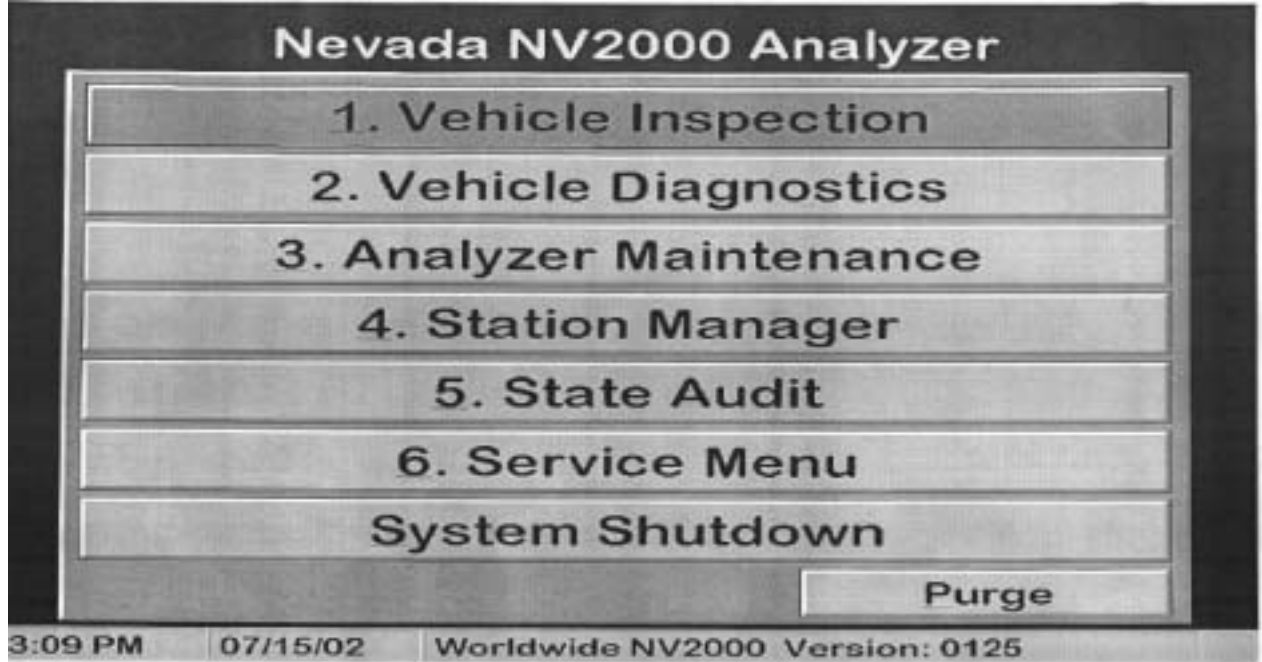 Nevada NV2000 Analyzer
1. Vehicle Inspection
2. Vehicle Diagnostics
3. Analyzer Maintenance
4. Station Manager
5. State Audit
6. Service Menu
System Shutdown
Purge
3:09 PM 07/15/02 Worldwide NV2000 Version: 0125